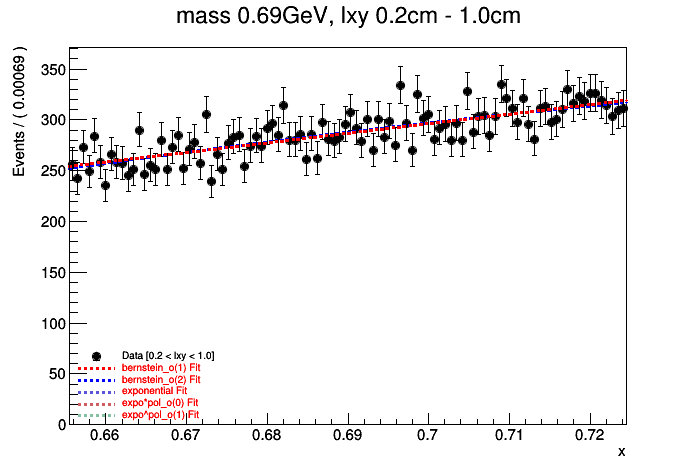 mass 0.69GeV, lxy 0.2cm - 1.0cm
Events / ( 0.00069 )
350
300
250
200
150
100
50
0
Data [0.2 < lxy < 1.0]
bernstein_o(1) Fit
bernstein_o(2) Fit
exponential Fit
expo*pol_o(0) Fit
expo*pol_o(1) Fit
0.66 0.67 0.68 0.69 0.7 0.71 0.72
x